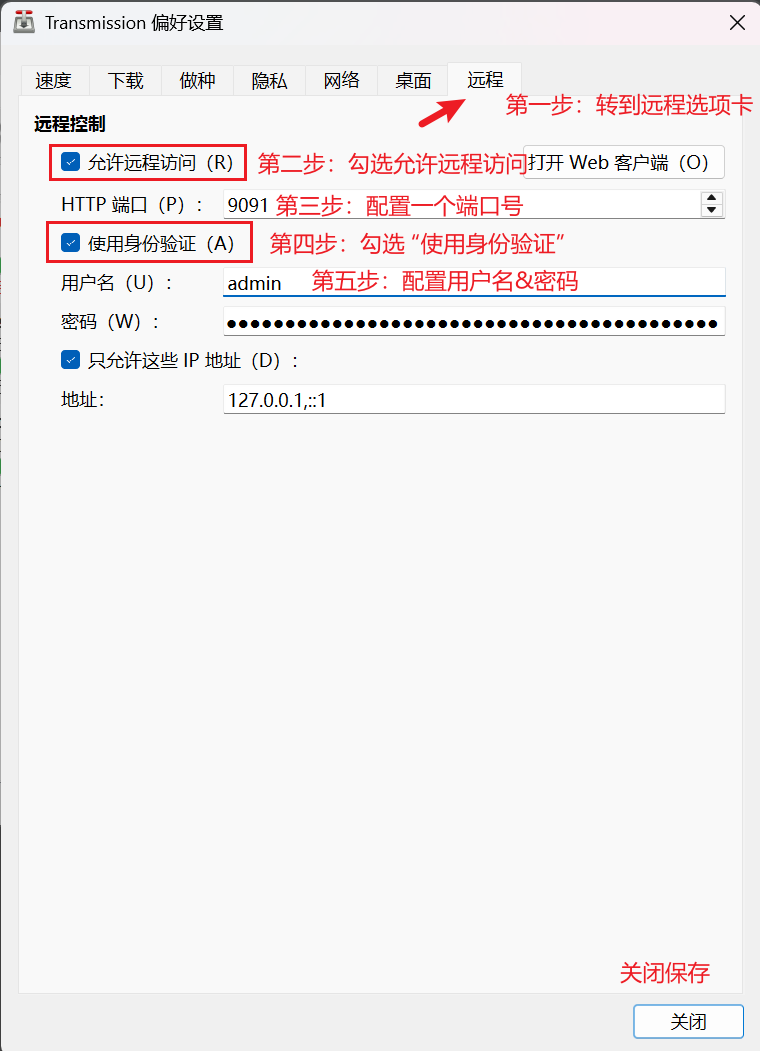 Transmission 偏好设置
速度 下载 做种 隐私 网络 桌面 远程
第一步：转到远程选项卡
远程控制
允许远程访问（R） 第二步：勾选允许远程访问 打开 Web 客户端（O）
HTTP 端口（P）： 9091 第三步：配置一个端口号
使用身份验证（A） 第四步：勾选 “使用身份验证”
用户名（U）： admin 第五步：配置用户名&密码
密码（W）： ●●●●●●●●●●●●●●●●●●●●●●●●●●●●●●●●●●●●●●●●
只允许这些 IP 地址（D）：
地址: 127.0.0.1,::1
关闭保存
关闭